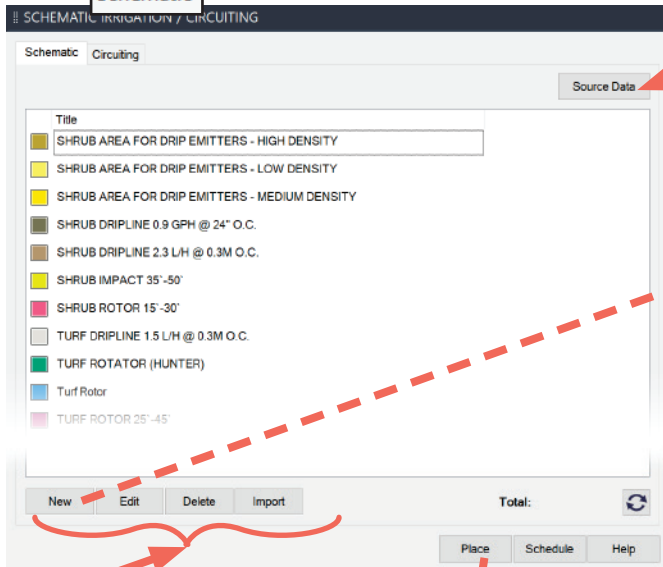 Schematic
SCHEMATIC IRRIGATION / CIRCUITING
Schematic Circuiting
Source Data
Title
SHRUB AREA FOR DRIP EMITTERS - HIGH DENSITY
SHRUB AREA FOR DRIP EMITTERS - LOW DENSITY
SHRUB AREA FOR DRIP EMITTERS - MEDIUM DENSITY
SHRUB DRIPLINE 0.9 GPH @ 24" O.C.
SHRUB DRIPLINE 2.3 L/H @ 0.3M O.C.
SHRUB IMPACT 35`-50`
SHRUB ROTOR 15`-30`
TURF DRIPLINE 1.5 L/H @ 0.3M O.C.
TURF ROTATOR (HUNTER)
Turf Rotor
TURF ROTOR 25`-45`
New Edit Delete Import Total:
Place Schedule Help